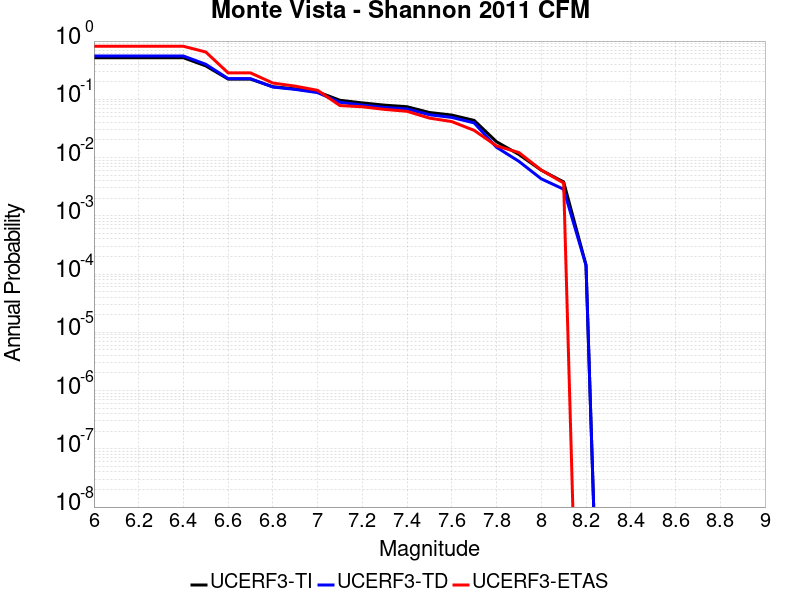 Monte Vista - Shannon 2011 CFM
10^0
10^-1
10^-2
10^-3
10^-4
10^-5
10^-6
10^-7
10^-8
Annual Probability
6 6.2 6.4 6.6 6.8 7 7.2 7.4 7.6 7.8 8 8.2 8.4 8.6 8.8 9
Magnitude
UCERF3-TI UCERF3-TD UCERF3-ETAS